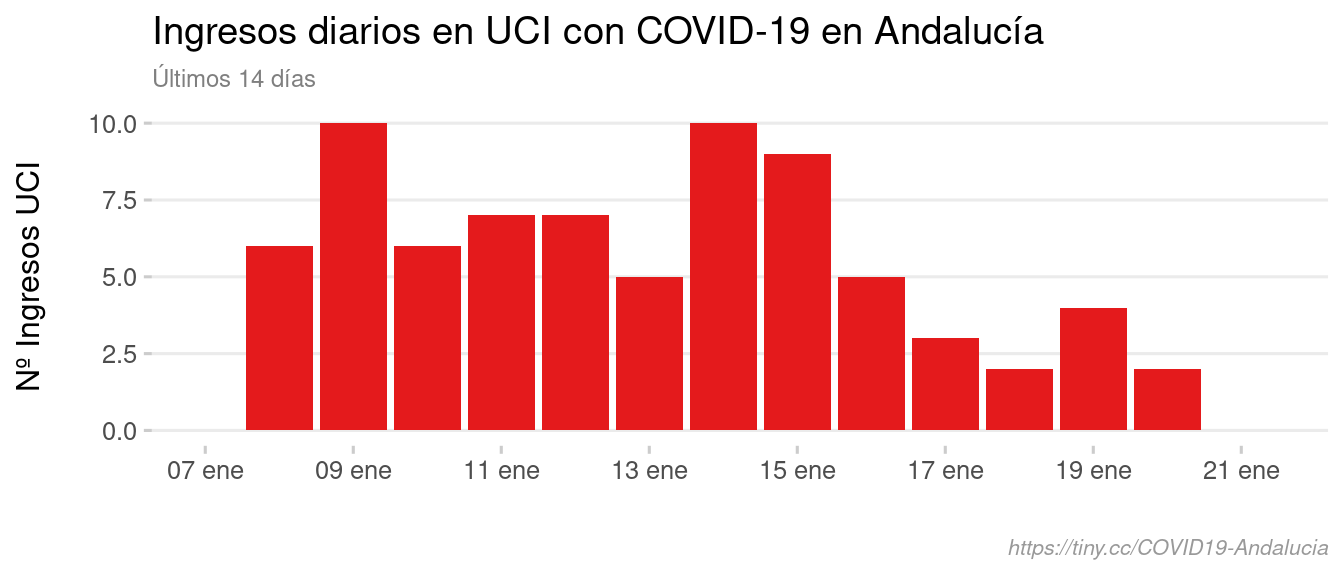 Ingresos diarios en UCI con COVID-19 en Andalucía
Últimos 14 días
Nº Ingresos UCI
10.0
7.5
5.0
2.5
0.0
07 ene 09 ene 11 ene 13 ene 15 ene 17 ene 19 ene 21 ene
https://tiny.cc/COVID19-Andalucia